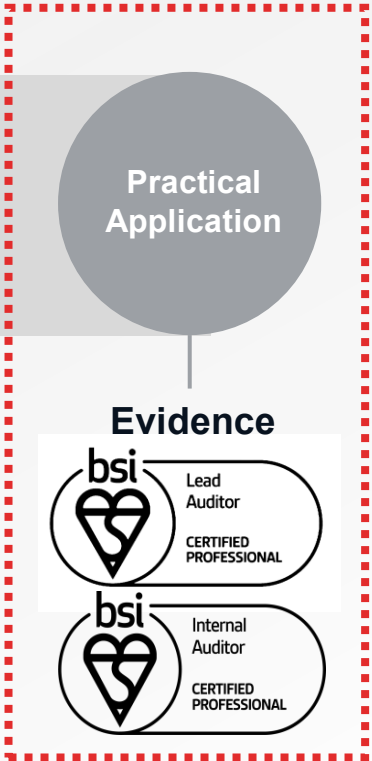 Practical
Application
Evidence
bsi
Lead
Auditor
CERTIFIED
PROFESSIONAL
bsi
Internal
Auditor
CERTIFIED
PROFESSIONAL